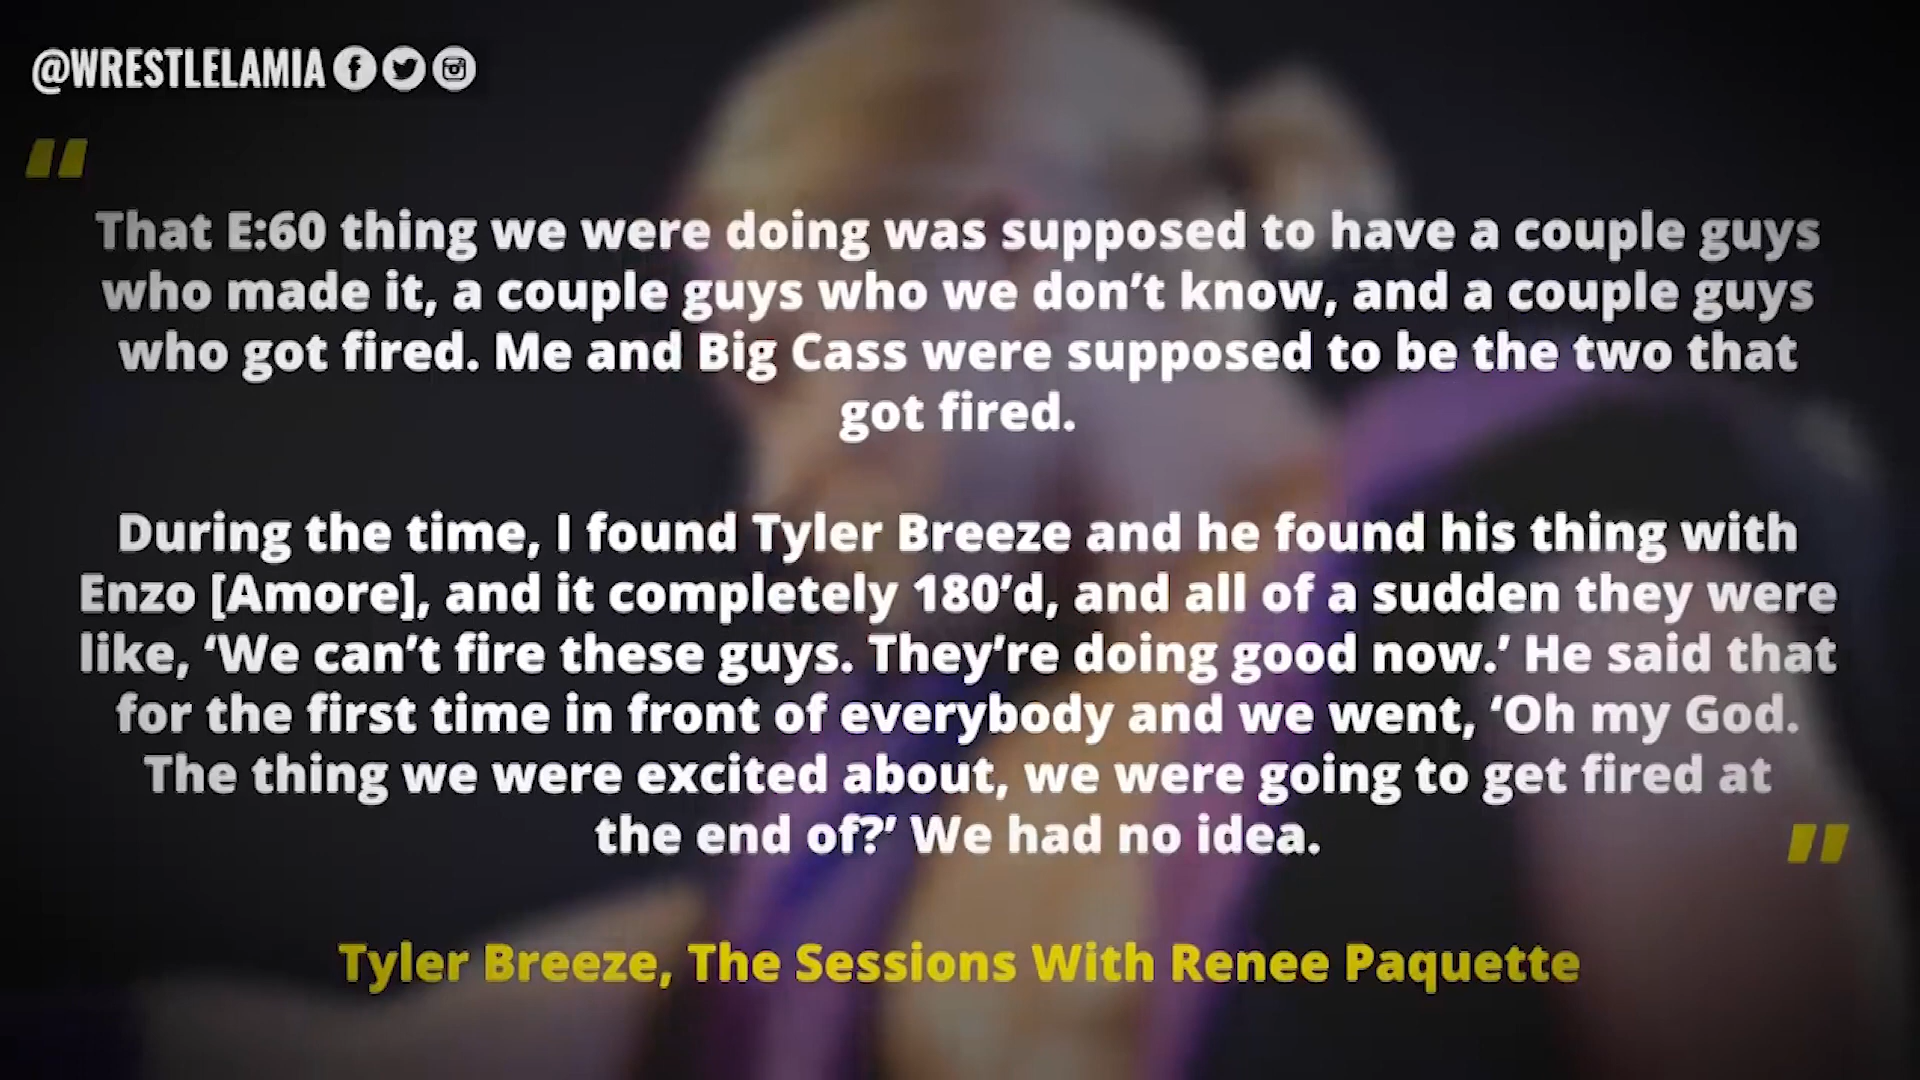 @WRESTLELAMIA
"
That E:60 thing we were doing was supposed to have a couple guys
who made it, a couple guys who we don’t know, and a couple guys
who got fired. Me and Big Cass were supposed to be the two that
got fired.
During the time, I found Tyler Breeze and he found his thing with
Enzo [Amore], and it completely 180’d, and all of a sudden they were
like, ‘We can’t fire these guys. They’re doing good now.’ He said that
for the first time in front of everybody and we went, ‘Oh my God.
The thing we were excited about, we were going to get fired at
the end of?’ We had no idea.
"
Tyler Breeze, The Sessions With Renee Paquette